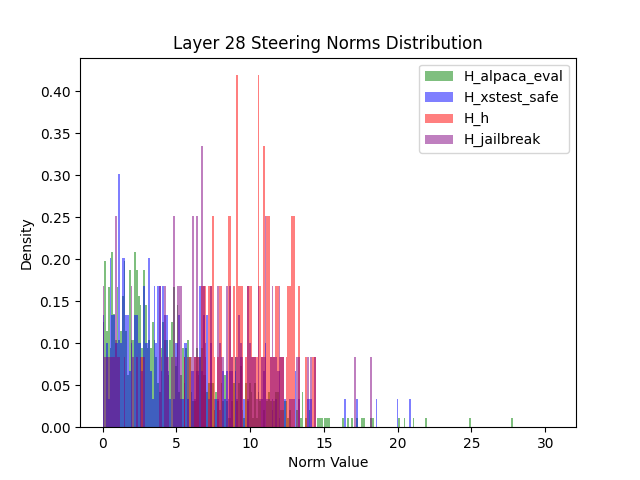 Layer 28 Steering Norms Distribution
H_alpaca_eval
H_xstest_safe
H_h
H_jailbreak
Density
0.40
0.35
0.30
0.25
0.20
0.15
0.10
0.05
0.00
0 5 10 15 20 25 30
Norm Value